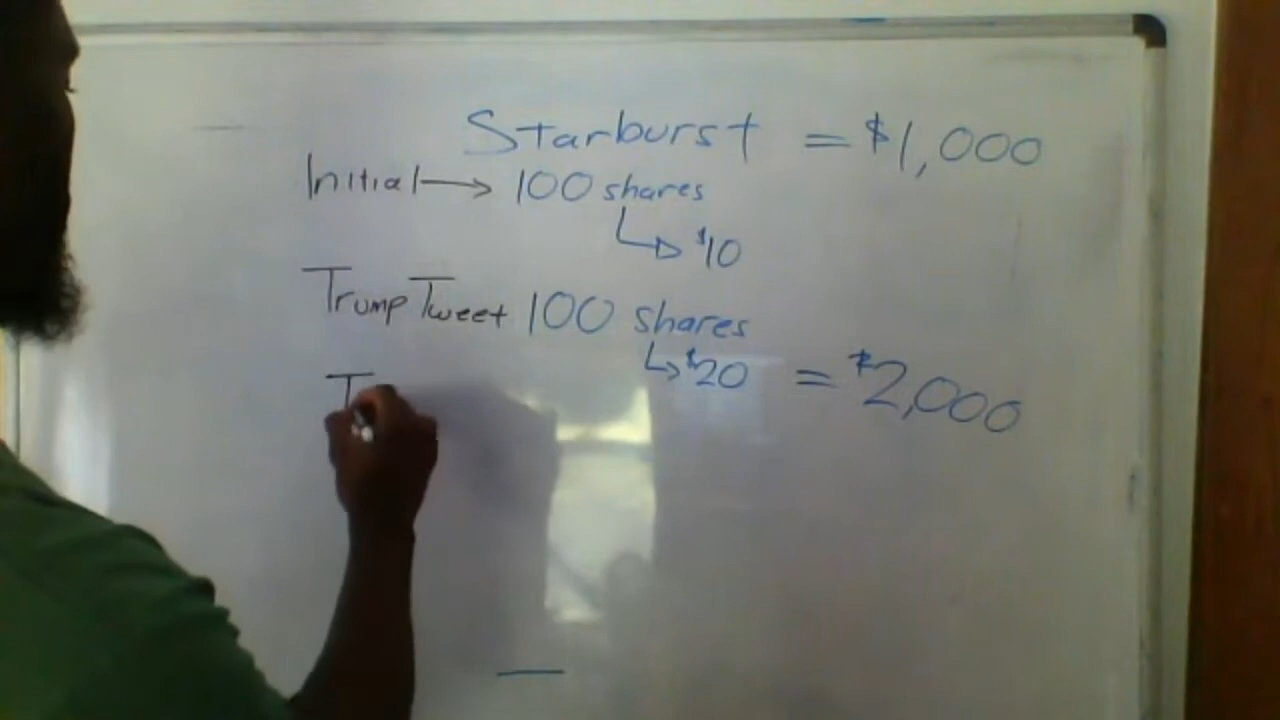 Starburst = $1,000
Initial → 100 shares
↳ $10
Trump Tweet 100 shares
↳ $20 = $2,000
T